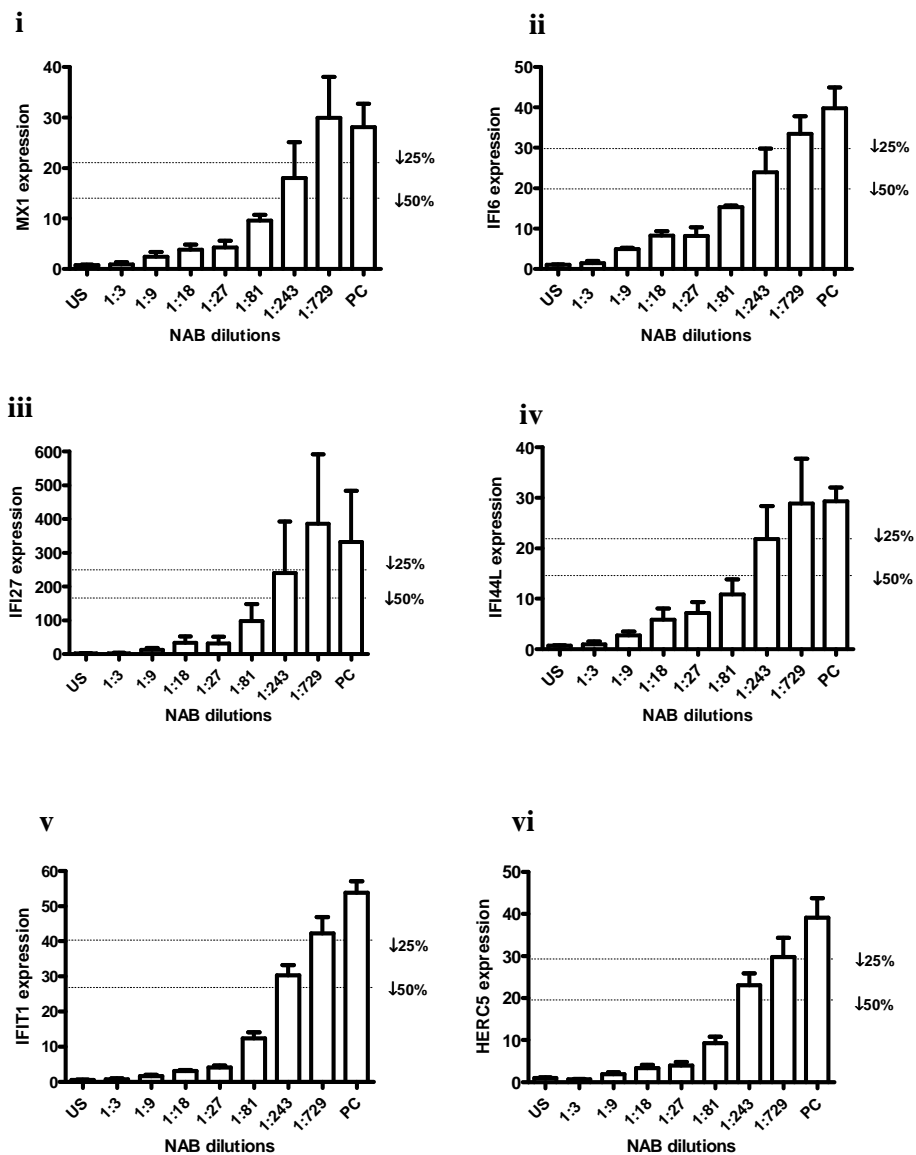 i
MX1 expression
40
30
20
10
0
↓25%
↓50%
US 1:3 1:9 1:18 1:27 1:81 1:243 1:729 PC
NAB dilutions
ii
IFI6 expression
50
40
30
20
10
0
↓25%
↓50%
US 1:3 1:9 1:18 1:27 1:81 1:243 1:729 PC
NAB dilutions
iii
IFI27 expression
600
500
400
300
200
100
0
↓25%
↓50%
US 1:3 1:9 1:18 1:27 1:81 1:243 1:729 PC
NAB dilutions
iv
IFI44L expression
40
30
20
10
0
↓25%
↓50%
US 1:3 1:9 1:18 1:27 1:81 1:243 1:729 PC
NAB dilutions
v
IFIT1 expression
60
50
40
30
20
10
0
↓25%
↓50%
US 1:3 1:9 1:18 1:27 1:81 1:243 1:729 PC
NAB dilutions
vi
HERC5 expression
50
40
30
20
10
0
↓25%
↓50%
US 1:3 1:9 1:18 1:27 1:81 1:243 1:729 PC
NAB dilutions